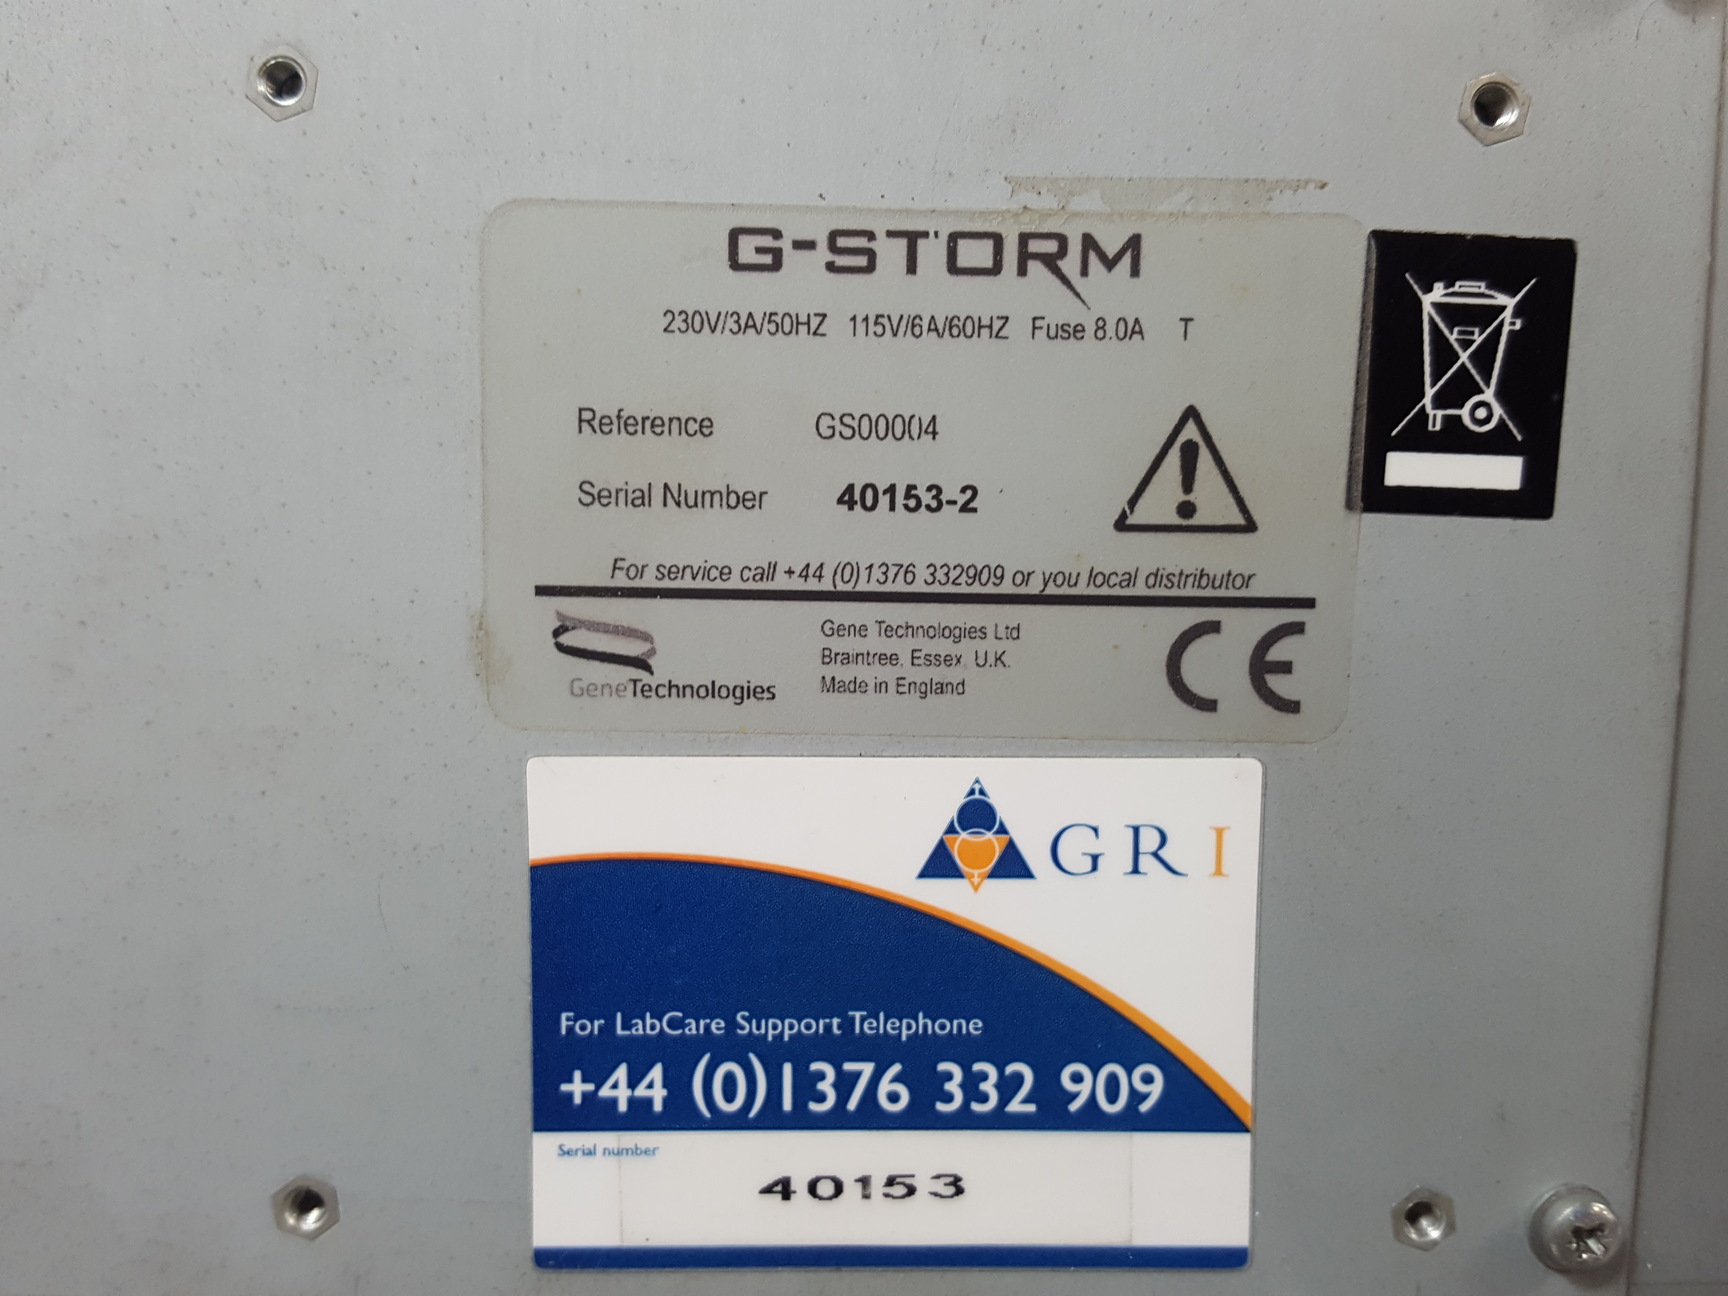 G-STORM
230V/3A/50HZ 115V/6A/60HZ Fuse 8.0A T
Reference GS00004
Serial Number 40153-2
For service call +44 (0)1376 332909 or you local distributor
GeneTechnologies
Gene Technologies Ltd
Braintree, Essex, U.K.
Made in England
CE
GRI
For LabCare Support Telephone
+44 (0)1376 332 909
Serial number
40153